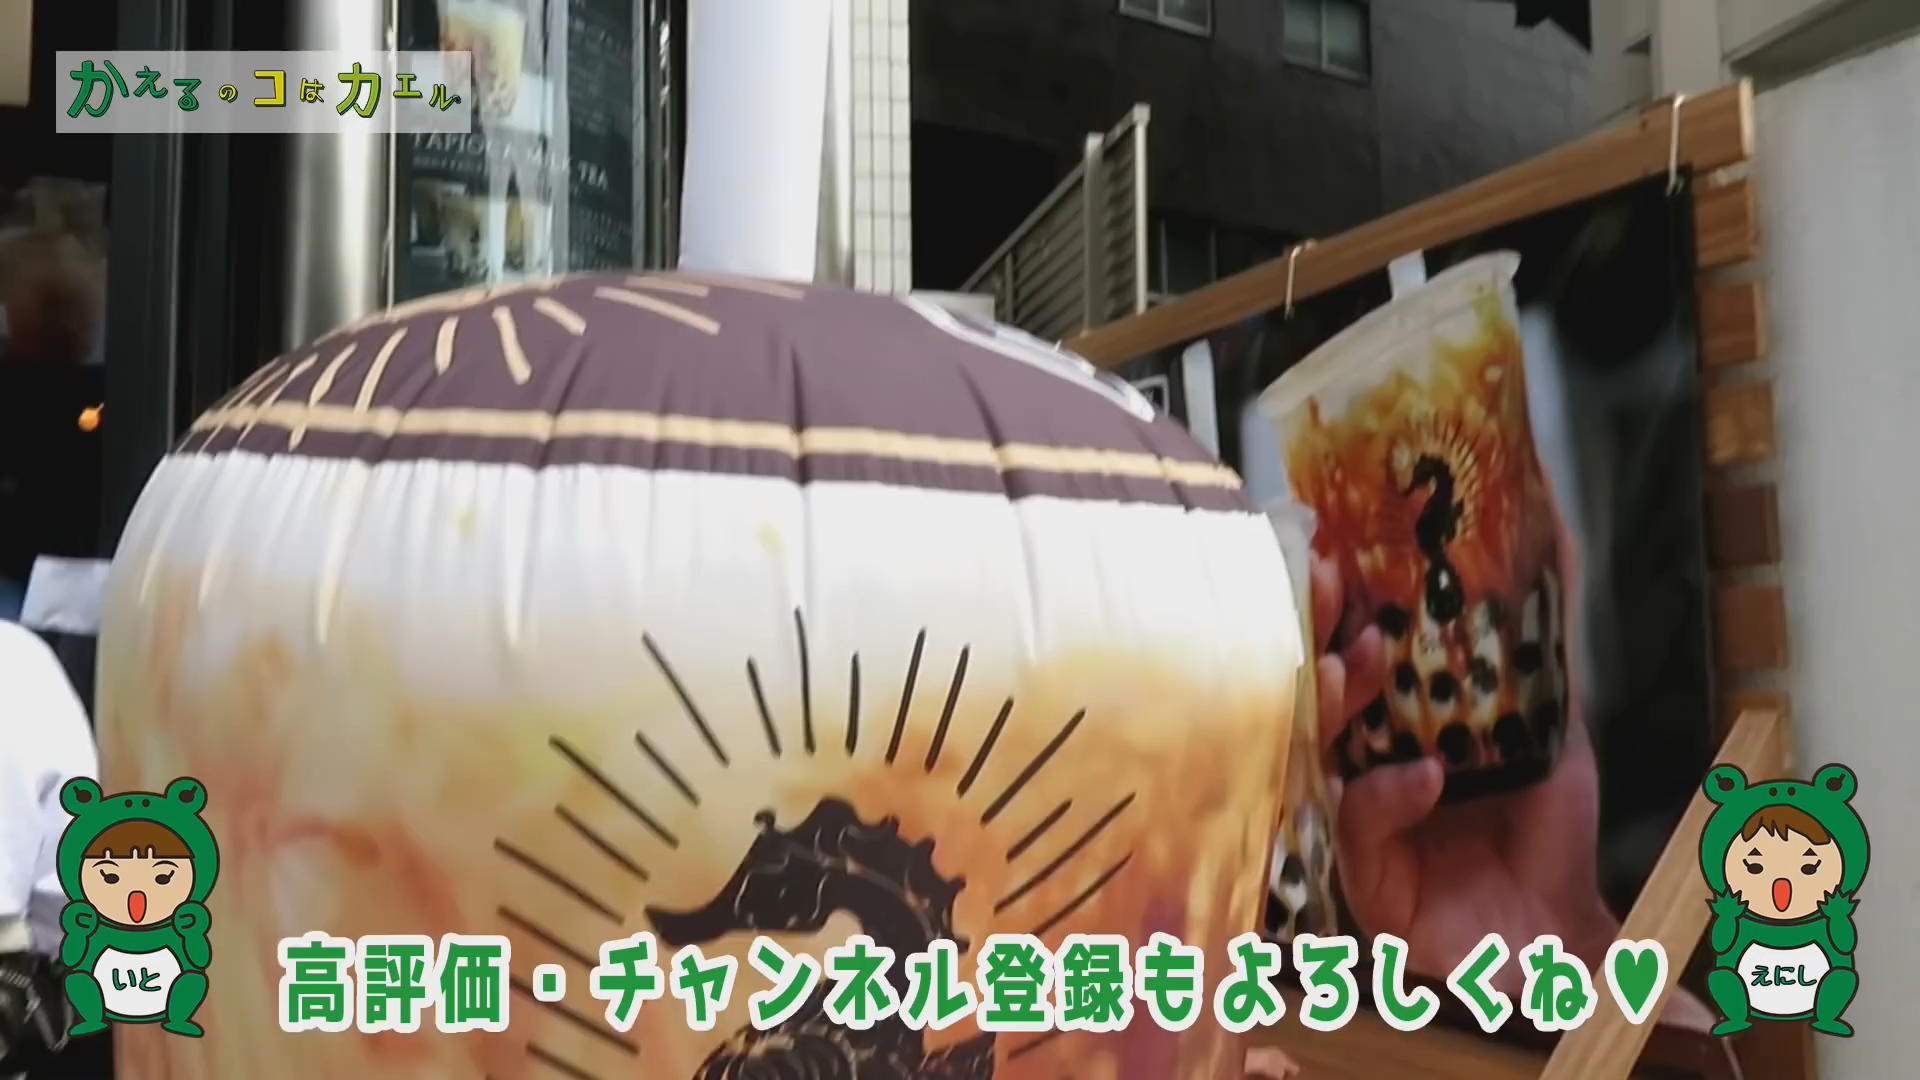 かえるのコはカエル
TAPIOCA MILK TEA
高評価・チャンネル登録もよろしくね♥
いと
えにし